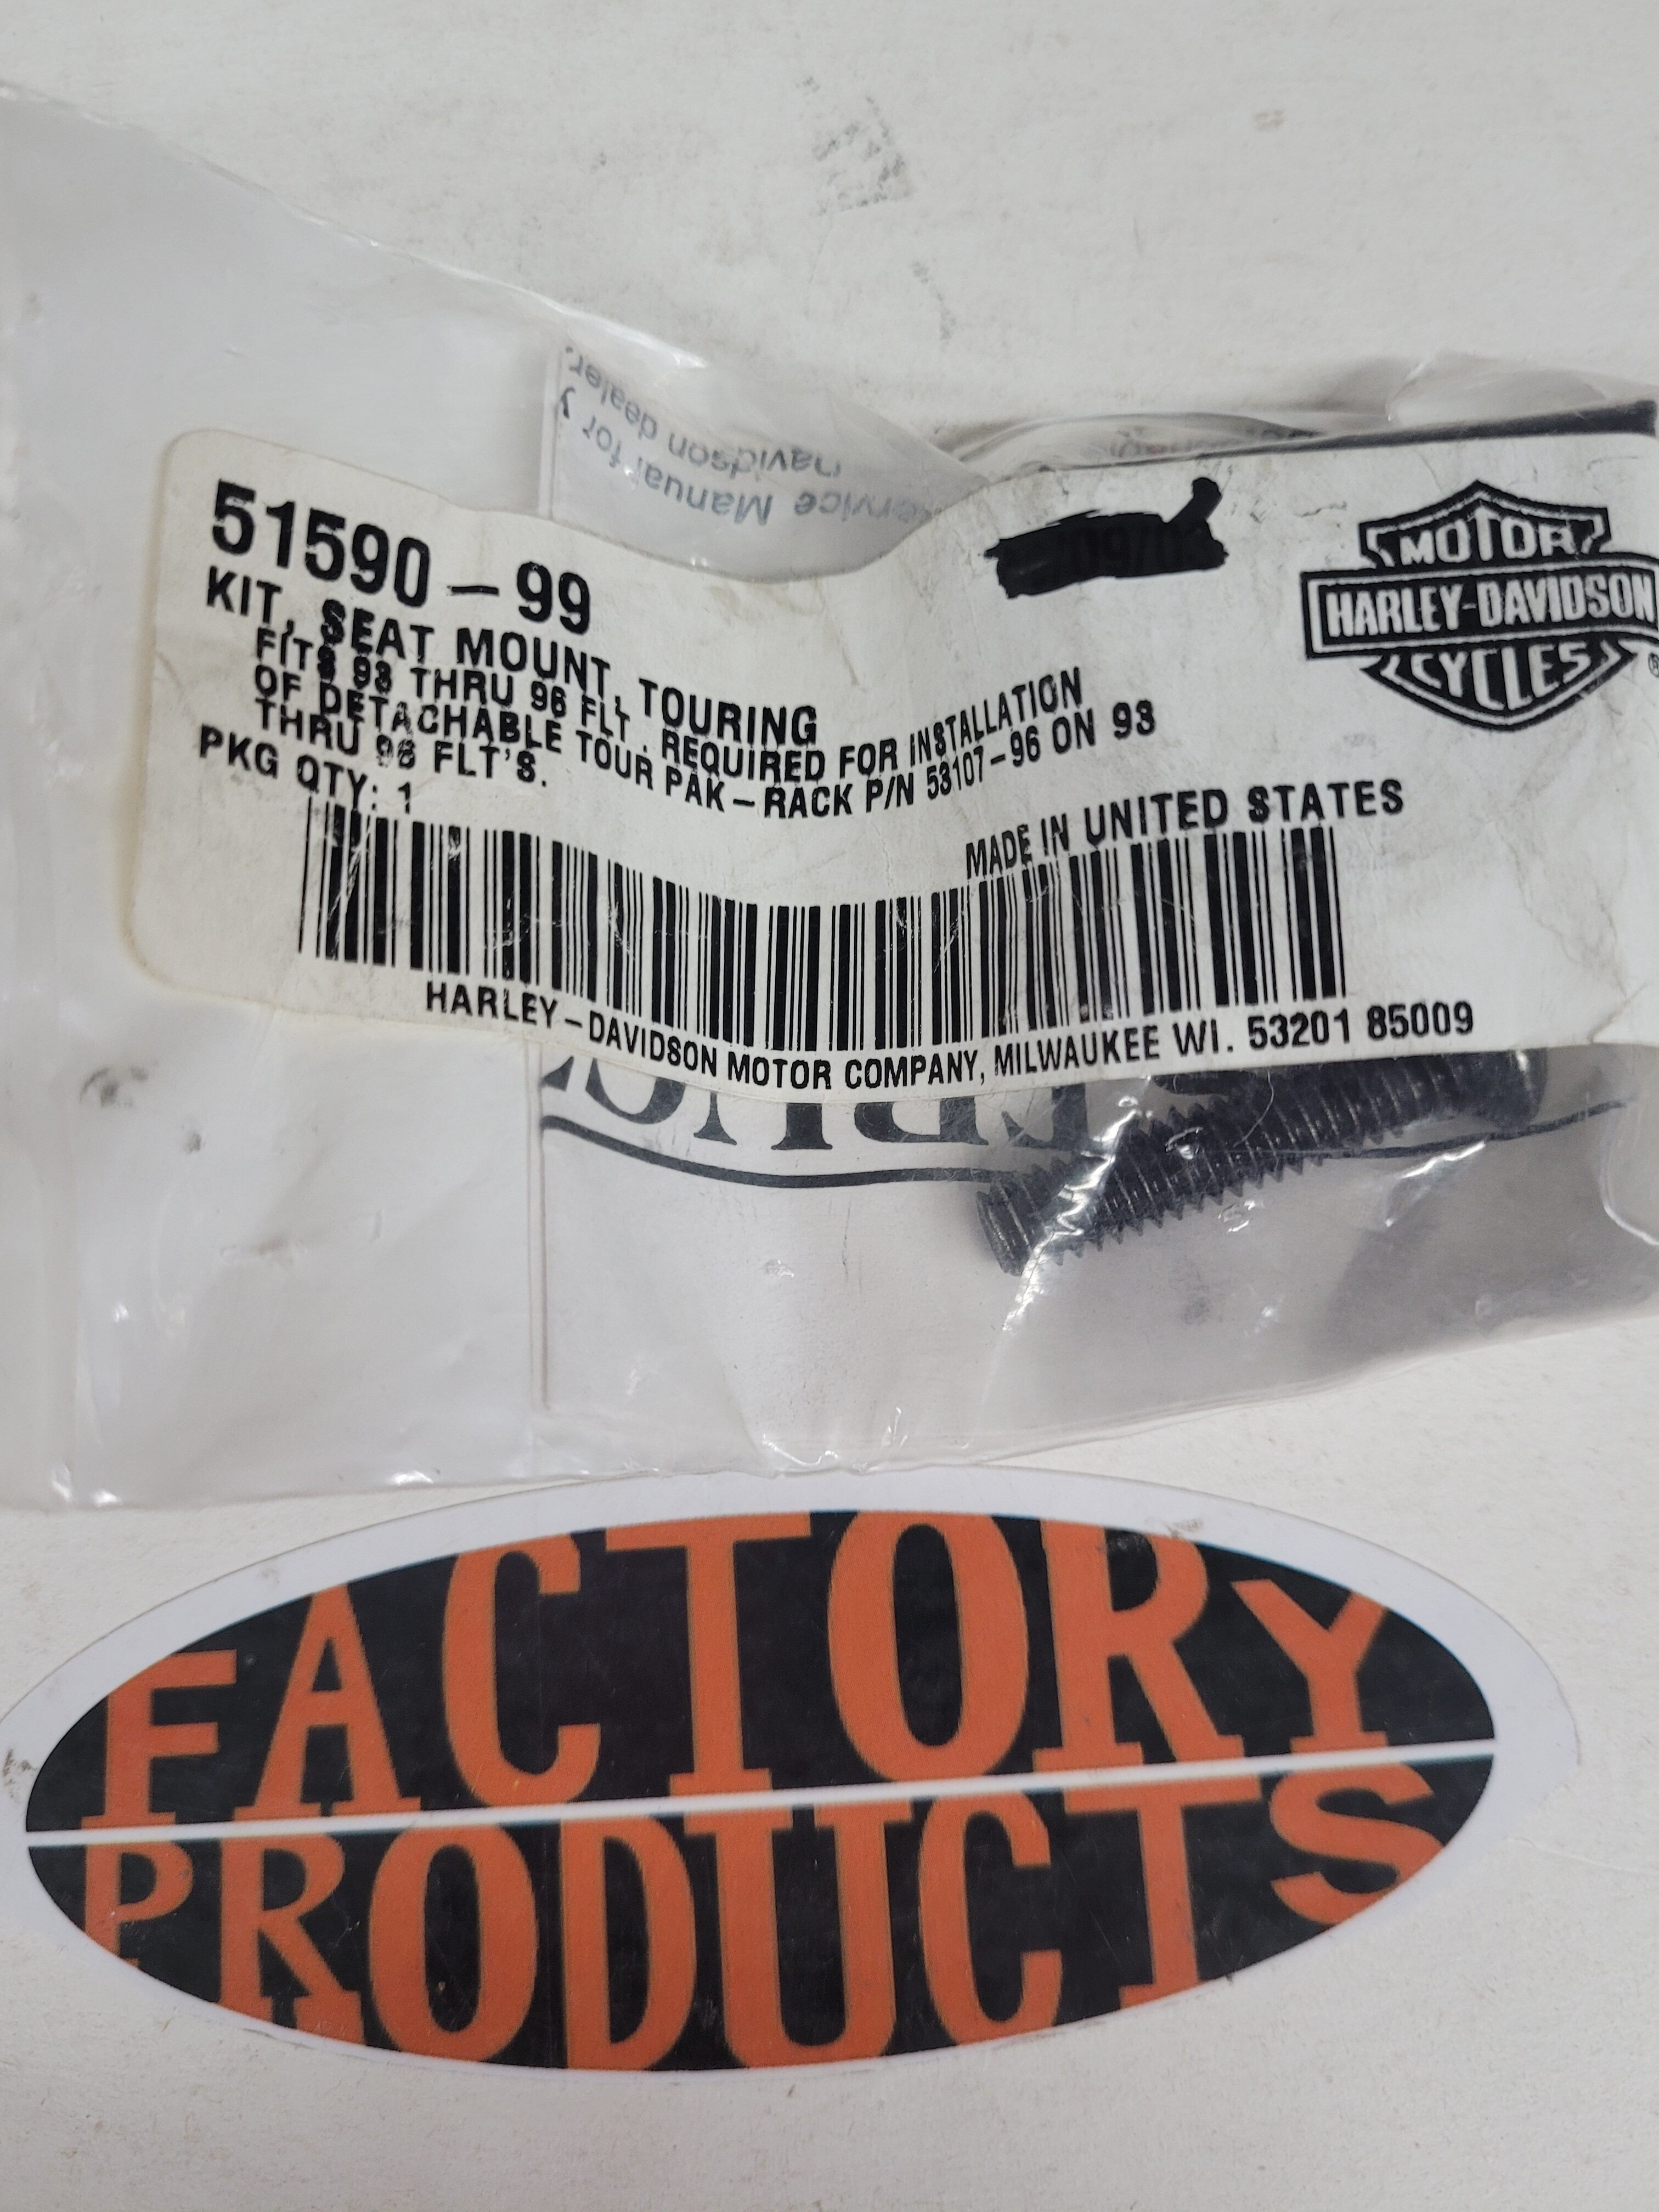 dealer.
davidson
Manual for
Service
51590-99
KIT, SEAT MOUNT, TOURING
FITS 93 THRU 96 FLT. REQUIRED FOR INSTALLATION
OF DETACHABLE TOUR PAK-RACK P/N 53107-96 ON 93
THRU 96 FLT'S.
PKG QTY: 1
MADE IN UNITED STATES
HARLEY-DAVIDSON MOTOR COMPANY, MILWAUKEE WI. 53201 85009
MOTOR
HARLEY-DAVIDSON
CYCLES
®
FACTORY
PRODUCTS